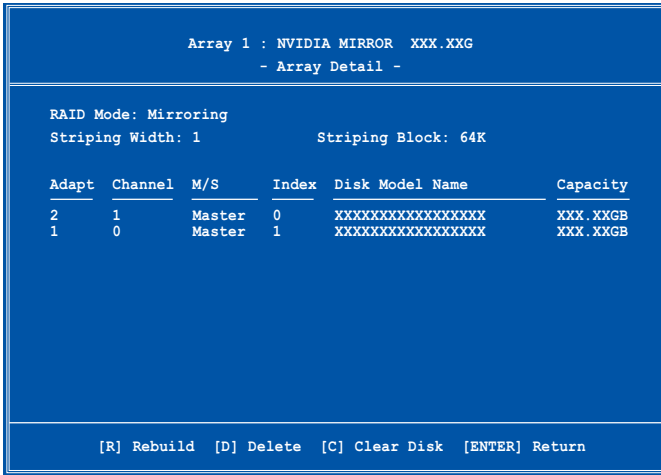 Array 1 : NVIDIA MIRROR XXX.XXG
- Array Detail -
RAID Mode: Mirroring
Striping Width: 1 Striping Block: 64K
Adapt Channel M/S Index Disk Model Name Capacity
2 1 Master 0 XXXXXXXXXXXXXXXXX XXX.XXGB
1 0 Master 1 XXXXXXXXXXXXXXXXX XXX.XXGB
[R] Rebuild [D] Delete [C] Clear Disk [ENTER] Return